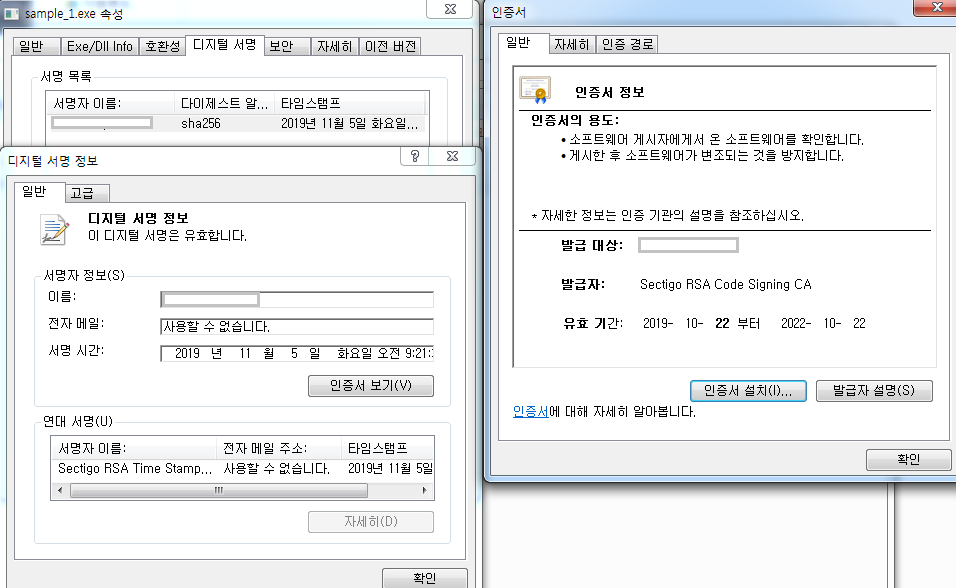 sample_1.exe 속성
일반 Exe/Dll Info 호환성 디지털 서명 보안 자세히 이전 버전
서명 목록
서명자 이름: 다이제스트 알... 타임스탬프
sha256 2019년 11월 5일 화요일,...
디지털 서명 정보
일반 고급
디지털 서명 정보
이 디지털 서명은 유효합니다.
서명자 정보(S)
이름:
전자 메일: 사용할 수 없습니다.
서명 시간: 2019 년 11 월 5 일 화요일 오전 9:21:
인증서 보기(V)
연대 서명(U)
서명자 이름: 전자 메일 주소: 타임스탬프
Sectigo RSA Time Stamp... 사용할 수 없습니다. 2019년 11월 5일
자세히(D)
확인
인증서
일반 자세히 인증 경로
인증서 정보
인증서의 용도:
• 소프트웨어 게시자에게서 온 소프트웨어를 확인합니다.
• 게시한 후 소프트웨어가 변조되는 것을 방지합니다.
* 자세한 정보는 인증 기관의 설명을 참조하십시오.
발급 대상:
발급자: Sectigo RSA Code Signing CA
유효 기간: 2019- 10- 22 부터 2022- 10- 22
인증서 설치(I)... 발급자 설명(S)
인증서에 대해 자세히 알아봅니다.
확인